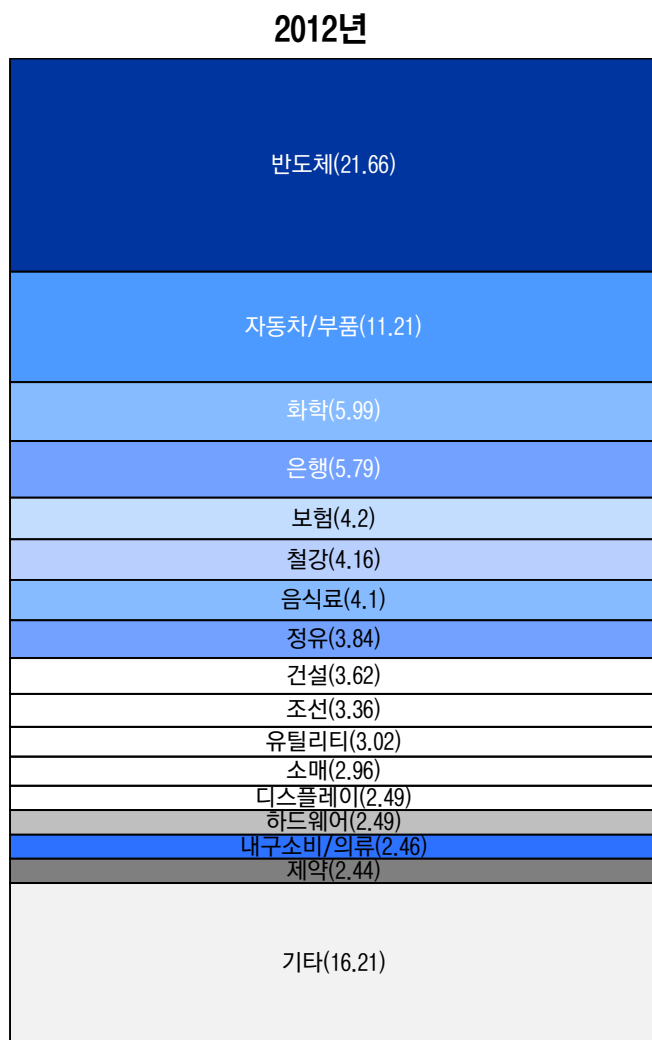 2012년
반도체(21.66)
자동차/부품(11.21)
화학(5.99)
은행(5.79)
보험(4.2)
철강(4.16)
음식료(4.1)
정유(3.84)
건설(3.62)
조선(3.36)
유틸리티(3.02)
소매(2.96)
디스플레이(2.49)
하드웨어(2.49)
내구소비/의류(2.46)
제약(2.44)
기타(16.21)